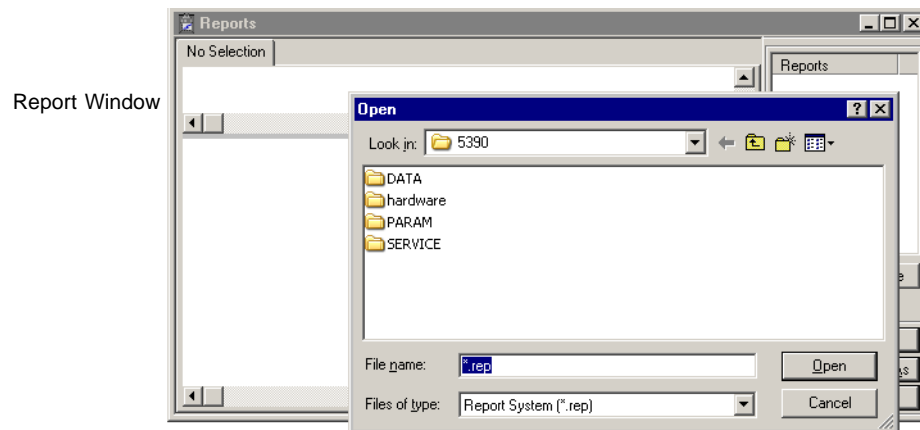 Reports
No Selection
Reports
Report Window
Open
Look in: 5390
DATA
hardware
PARAM
SERVICE
File name: *.rep
Open
Files of type: Report System (*.rep)
Cancel